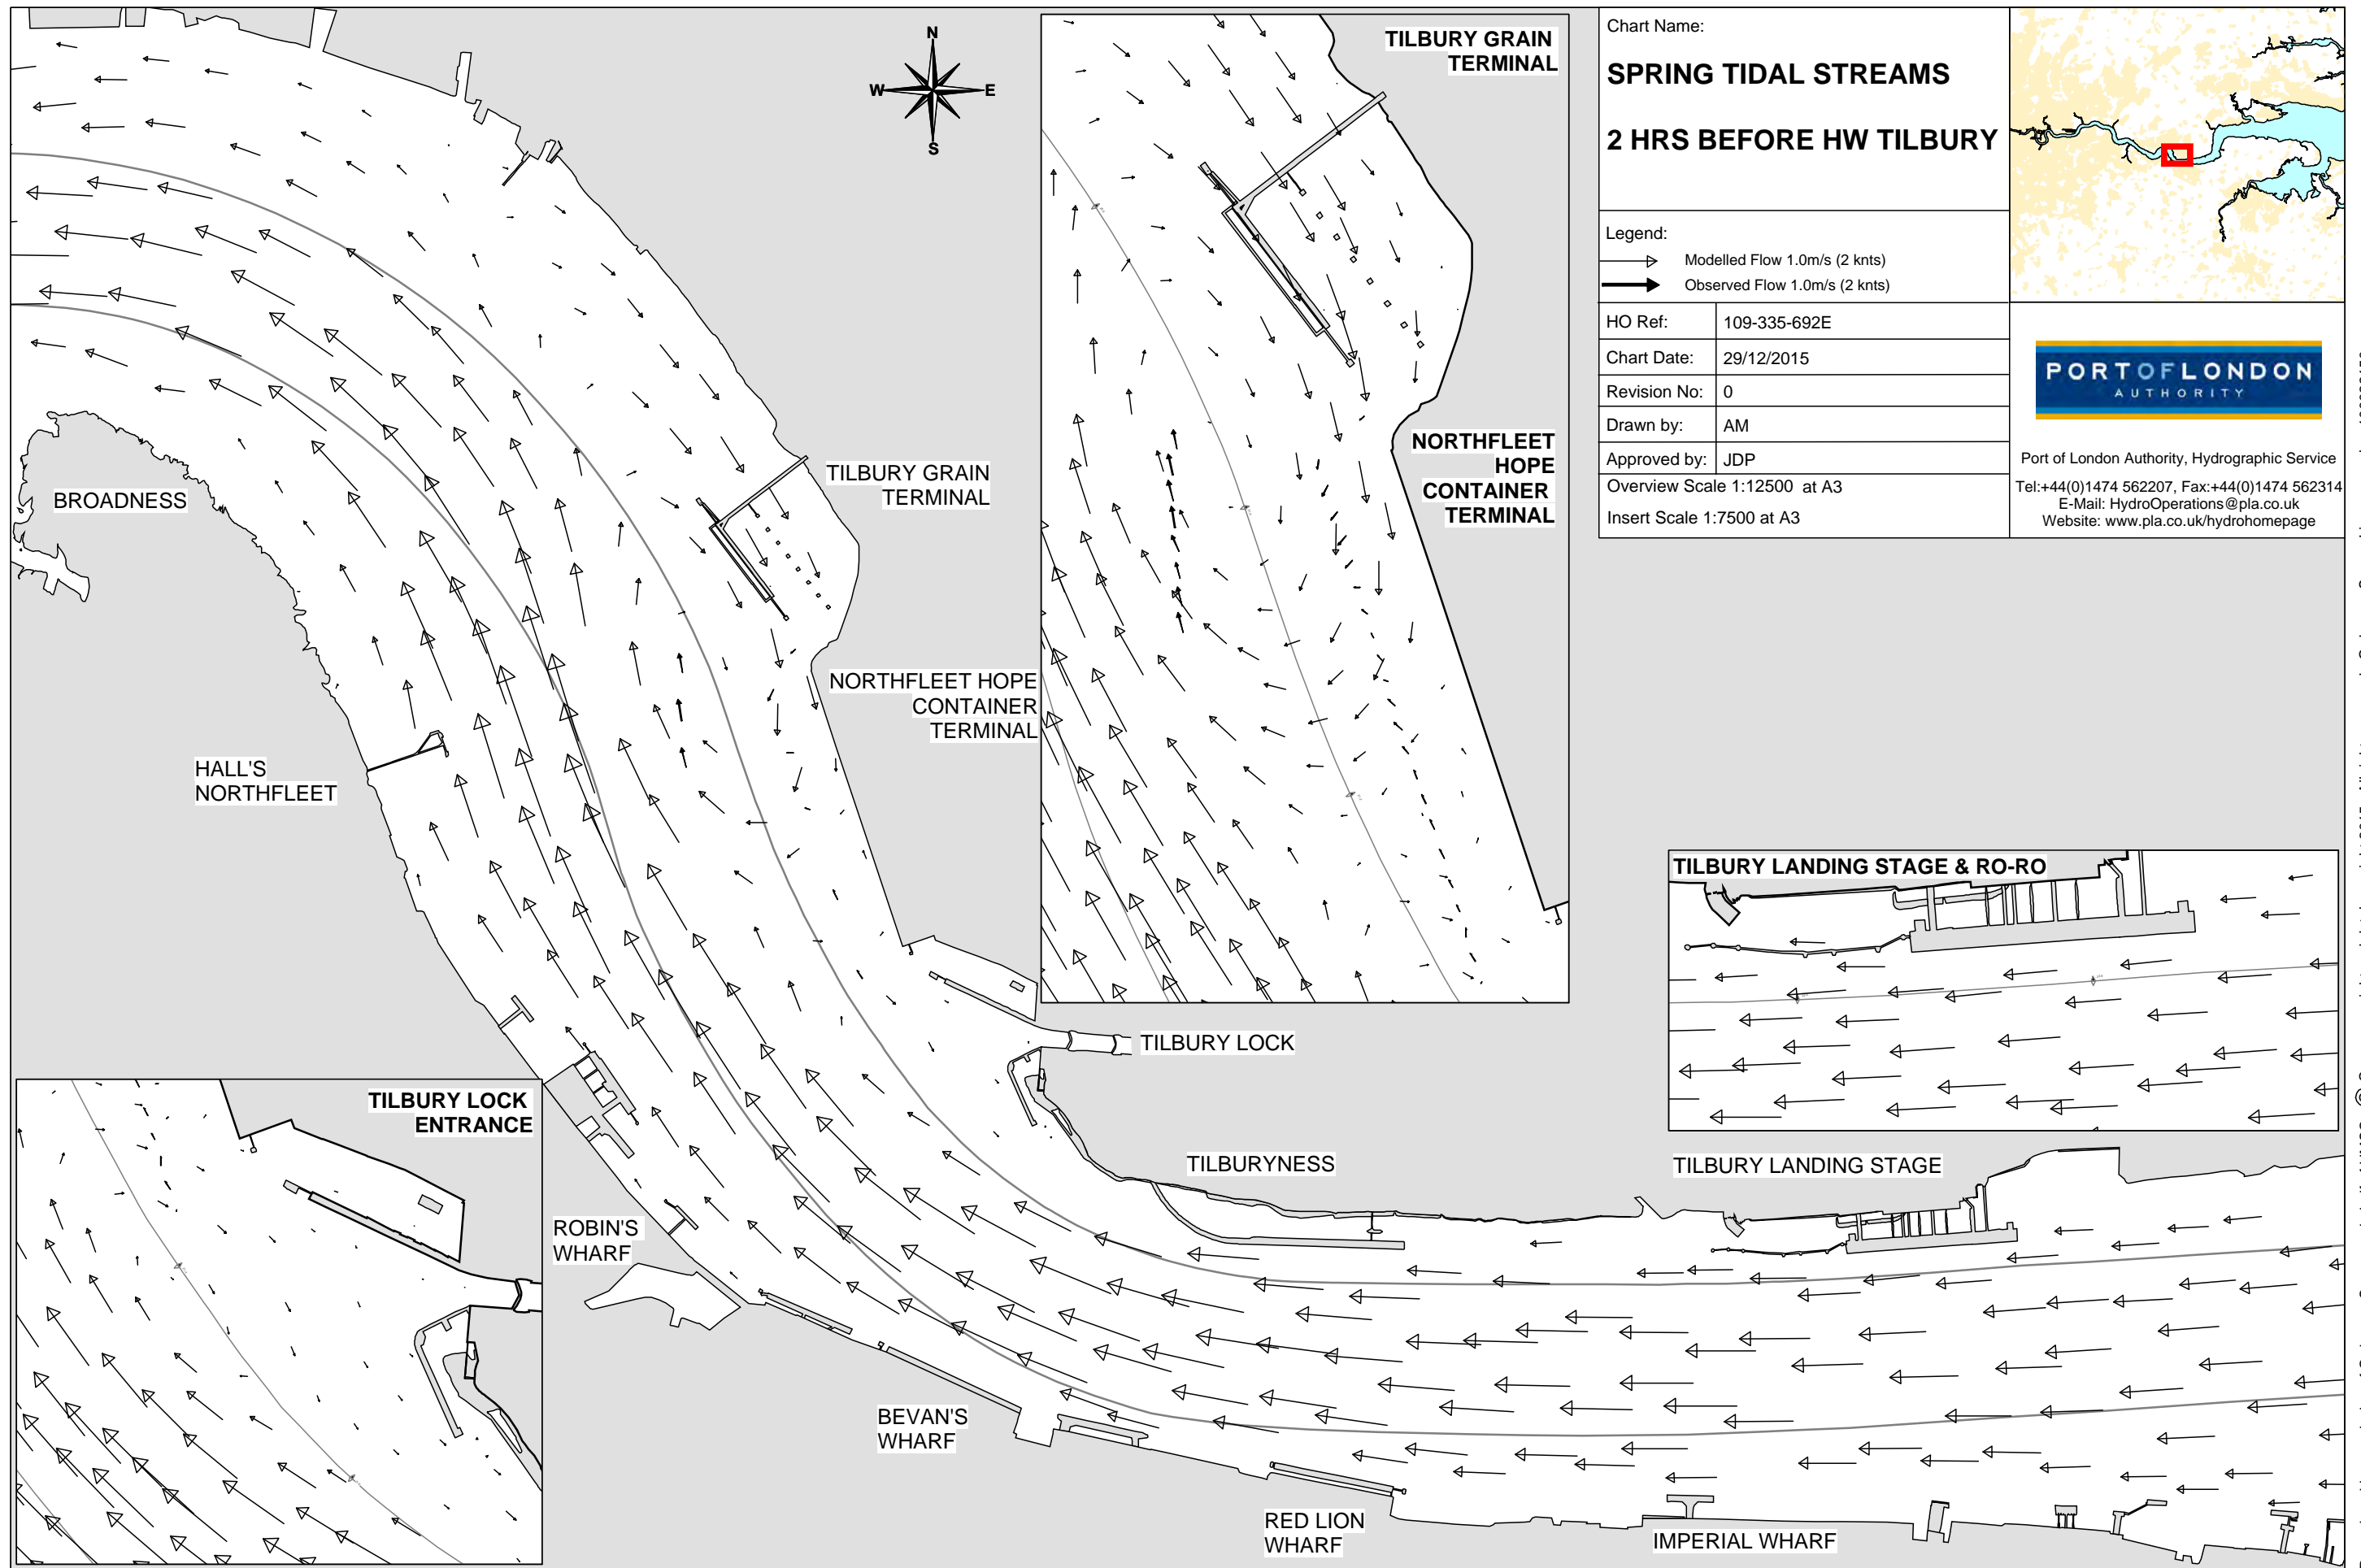 Chart Name:
SPRING TIDAL STREAMS
2 HRS BEFORE HW TILBURY
Legend:
Modelled Flow 1.0m/s (2 knts)
Observed Flow 1.0m/s (2 knts)
HO Ref: 109-335-692E
Chart Date: 29/12/2015
Revision No: 0
Drawn by: AM
Approved by: JDP
Overview Scale 1:12500 at A3
Insert Scale 1:7500 at A3
PORTOFLONDON
AUTHORITY
Port of London Authority, Hydrographic Service
Tel:+44(0)1474 562207, Fax:+44(0)1474 562314
E-Mail: HydroOperations@pla.co.uk
Website: www.pla.co.uk/hydrohomepage
N
W
E
S
TILBURY GRAIN
TERMINAL
NORTHFLEET
HOPE
CONTAINER
TERMINAL
BROADNESS
TILBURY GRAIN
TERMINAL
NORTHFLEET HOPE
CONTAINER
TERMINAL
HALL'S
NORTHFLEET
TILBURY LANDING STAGE & RO-RO
TILBURY LOCK
TILBURY LOCK
ENTRANCE
TILBURYNESS
TILBURY LANDING STAGE
ROBIN'S
WHARF
BEVAN'S
WHARF
RED LION
WHARF
IMPERIAL WHARF